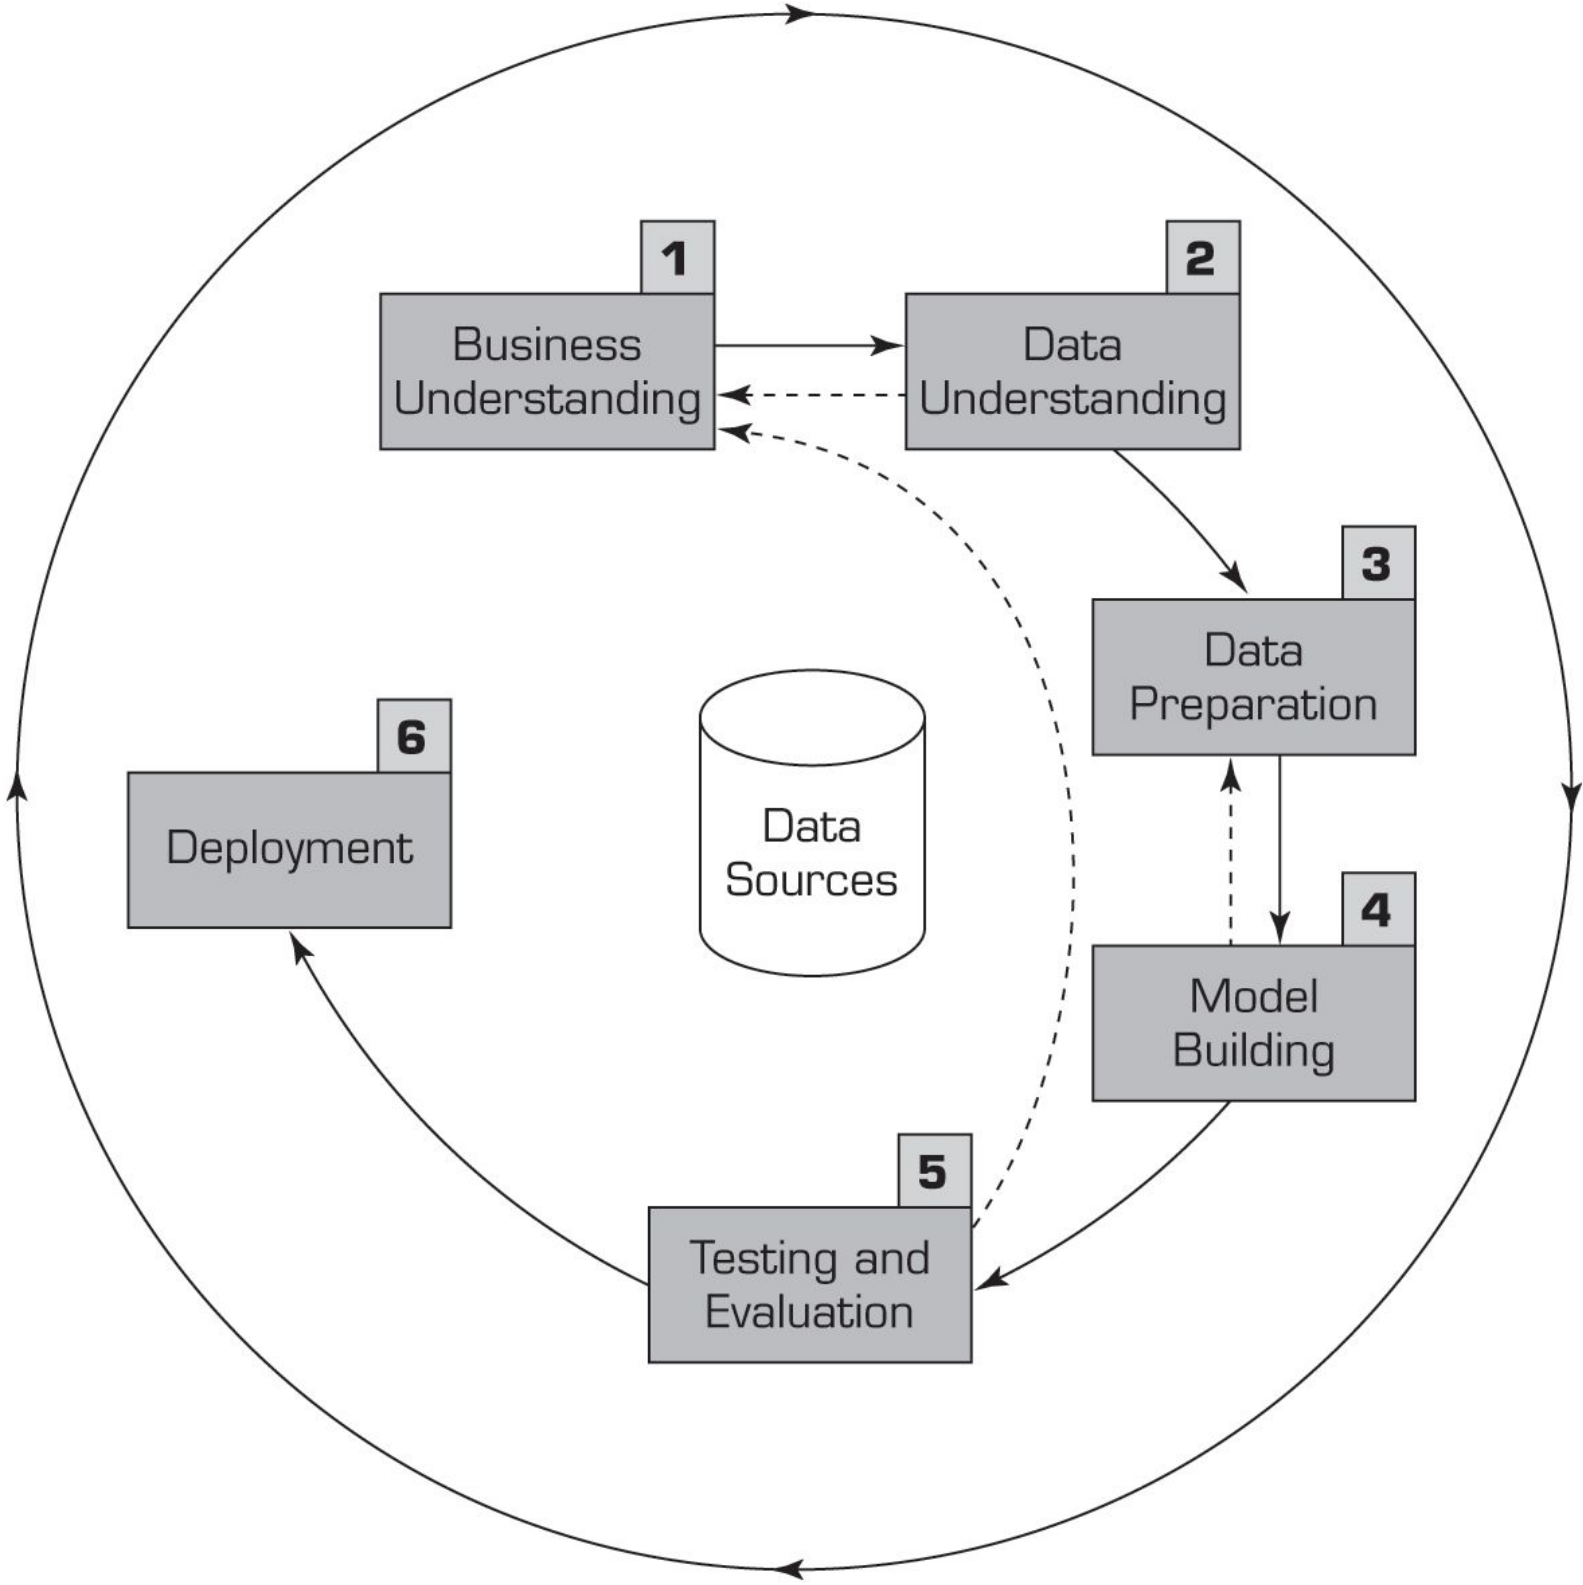 1
Business
Understanding
2
Data
Understanding
3
Data
Preparation
4
Model
Building
5
Testing and
Evaluation
6
Deployment
Data
Sources